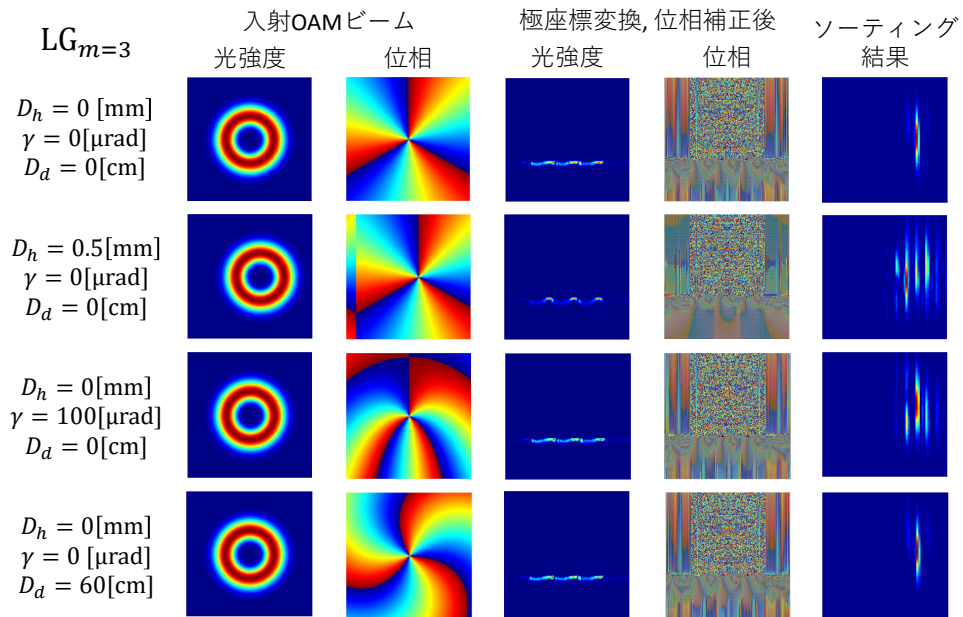 LG_{m=3}
入射OAMビーム
極座標変換, 位相補正後
ソーティング
結果
光強度
位相
光強度
位相
D_h = 0 [mm]
γ = 0[μrad]
D_d = 0[cm]
D_h = 0.5[mm]
γ = 0[μrad]
D_d = 0[cm]
D_h = 0[mm]
γ = 100[μrad]
D_d = 0[cm]
D_h = 0[mm]
γ = 0 [μrad]
D_d = 60[cm]